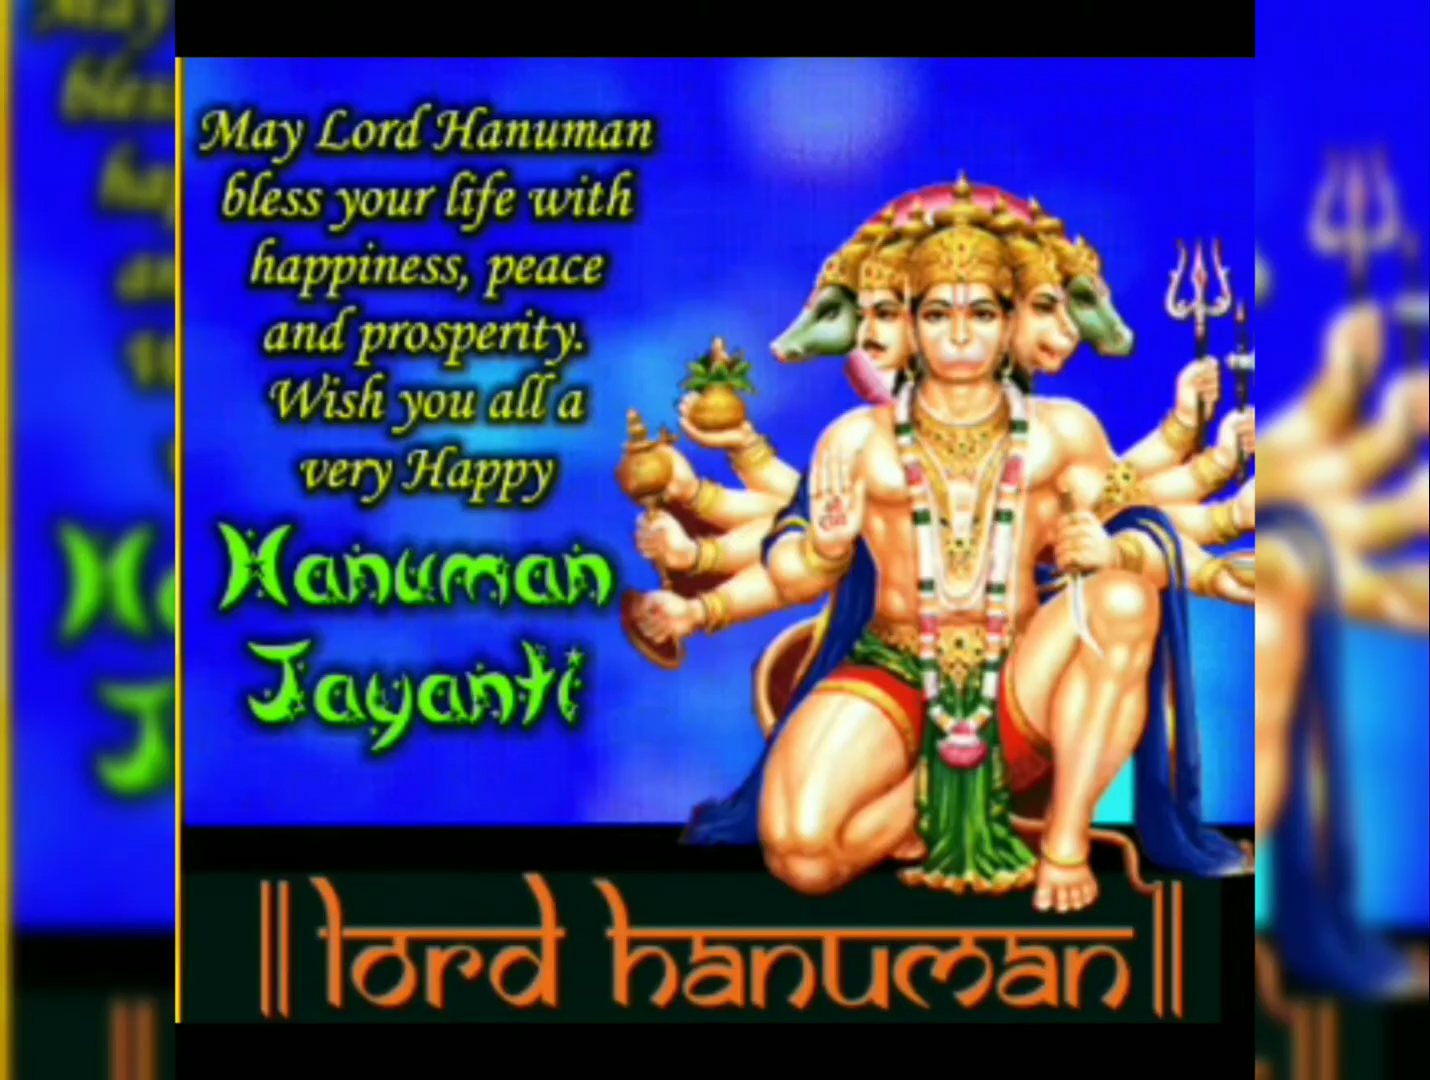 May Lord Hanuman
bless your life with
happiness, peace
and prosperity.
Wish you all a
very Happy
Hanuman
Jayanti
|| lord hanuman ||